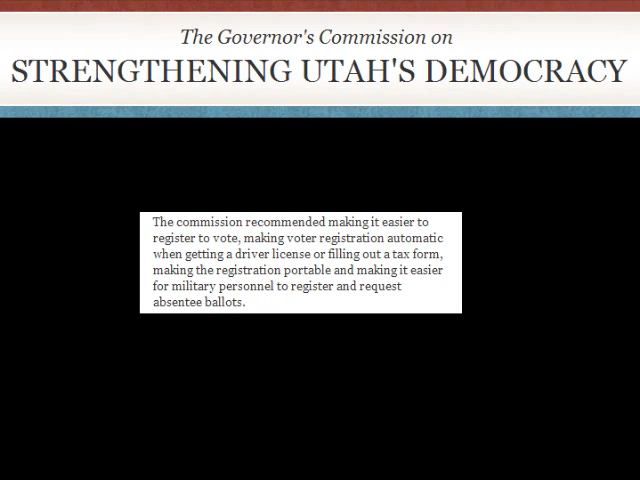 The Governor's Commission on
STRENGTHENING UTAH'S DEMOCRACY
The commission recommended making it easier to
register to vote, making voter registration automatic
when getting a driver license or filling out a tax form,
making the registration portable and making it easier
for military personnel to register and request
absentee ballots.